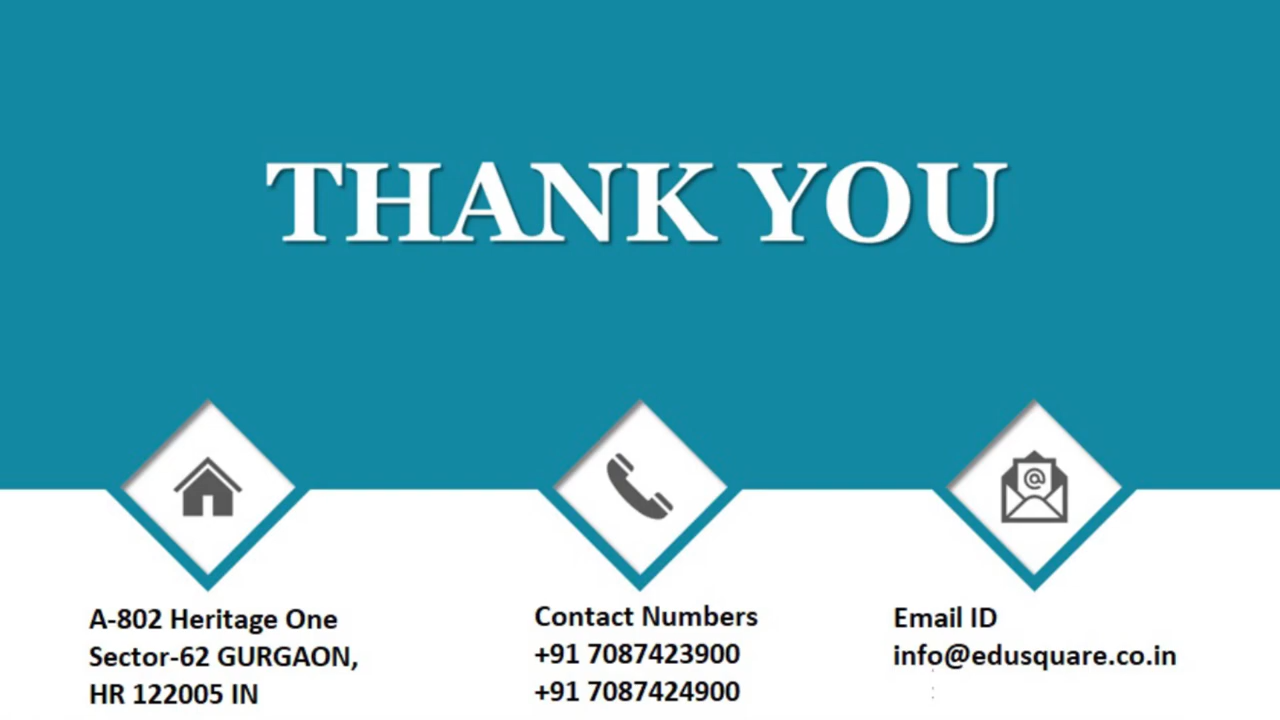 THANK YOU
A-802 Heritage One
Sector-62 GURGAON,
HR 122005 IN
Contact Numbers
+91 7087423900
+91 7087424900
Email ID
info@edusquare.co.in